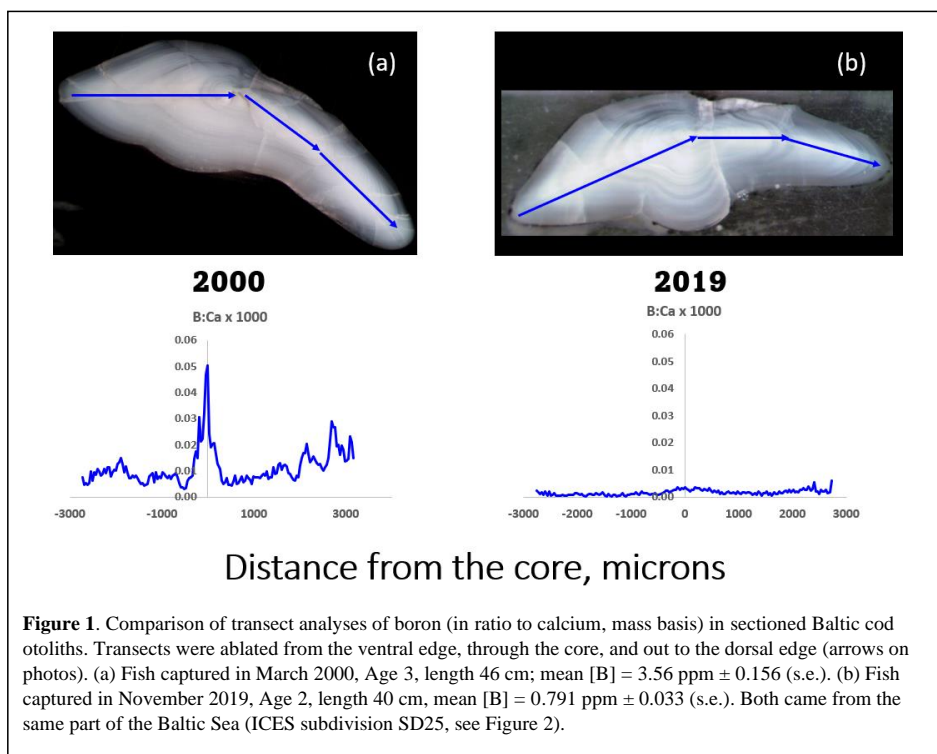 (a)
(b)
2000
2019
B:Ca x 1000
0.06
0.05
0.04
0.03
0.02
0.01
0.00
-3000
-1000
1000
3000
B:Ca x 1000
0.06
0.05
0.04
0.03
0.02
0.01
0.00
-3000
-2000
-1000
0
1000
2000
3000
Distance from the core, microns
Figure 1. Comparison of transect analyses of boron (in ratio to calcium, mass basis) in sectioned Baltic cod
otoliths. Transects were ablated from the ventral edge, through the core, and out to the dorsal edge (arrows on
photos). (a) Fish captured in March 2000, Age 3, length 46 cm; mean [B] = 3.56 ppm ± 0.156 (s.e.). (b) Fish
captured in November 2019, Age 2, length 40 cm, mean [B] = 0.791 ppm ± 0.033 (s.e.). Both came from the
same part of the Baltic Sea (ICES subdivision SD25, see Figure 2).